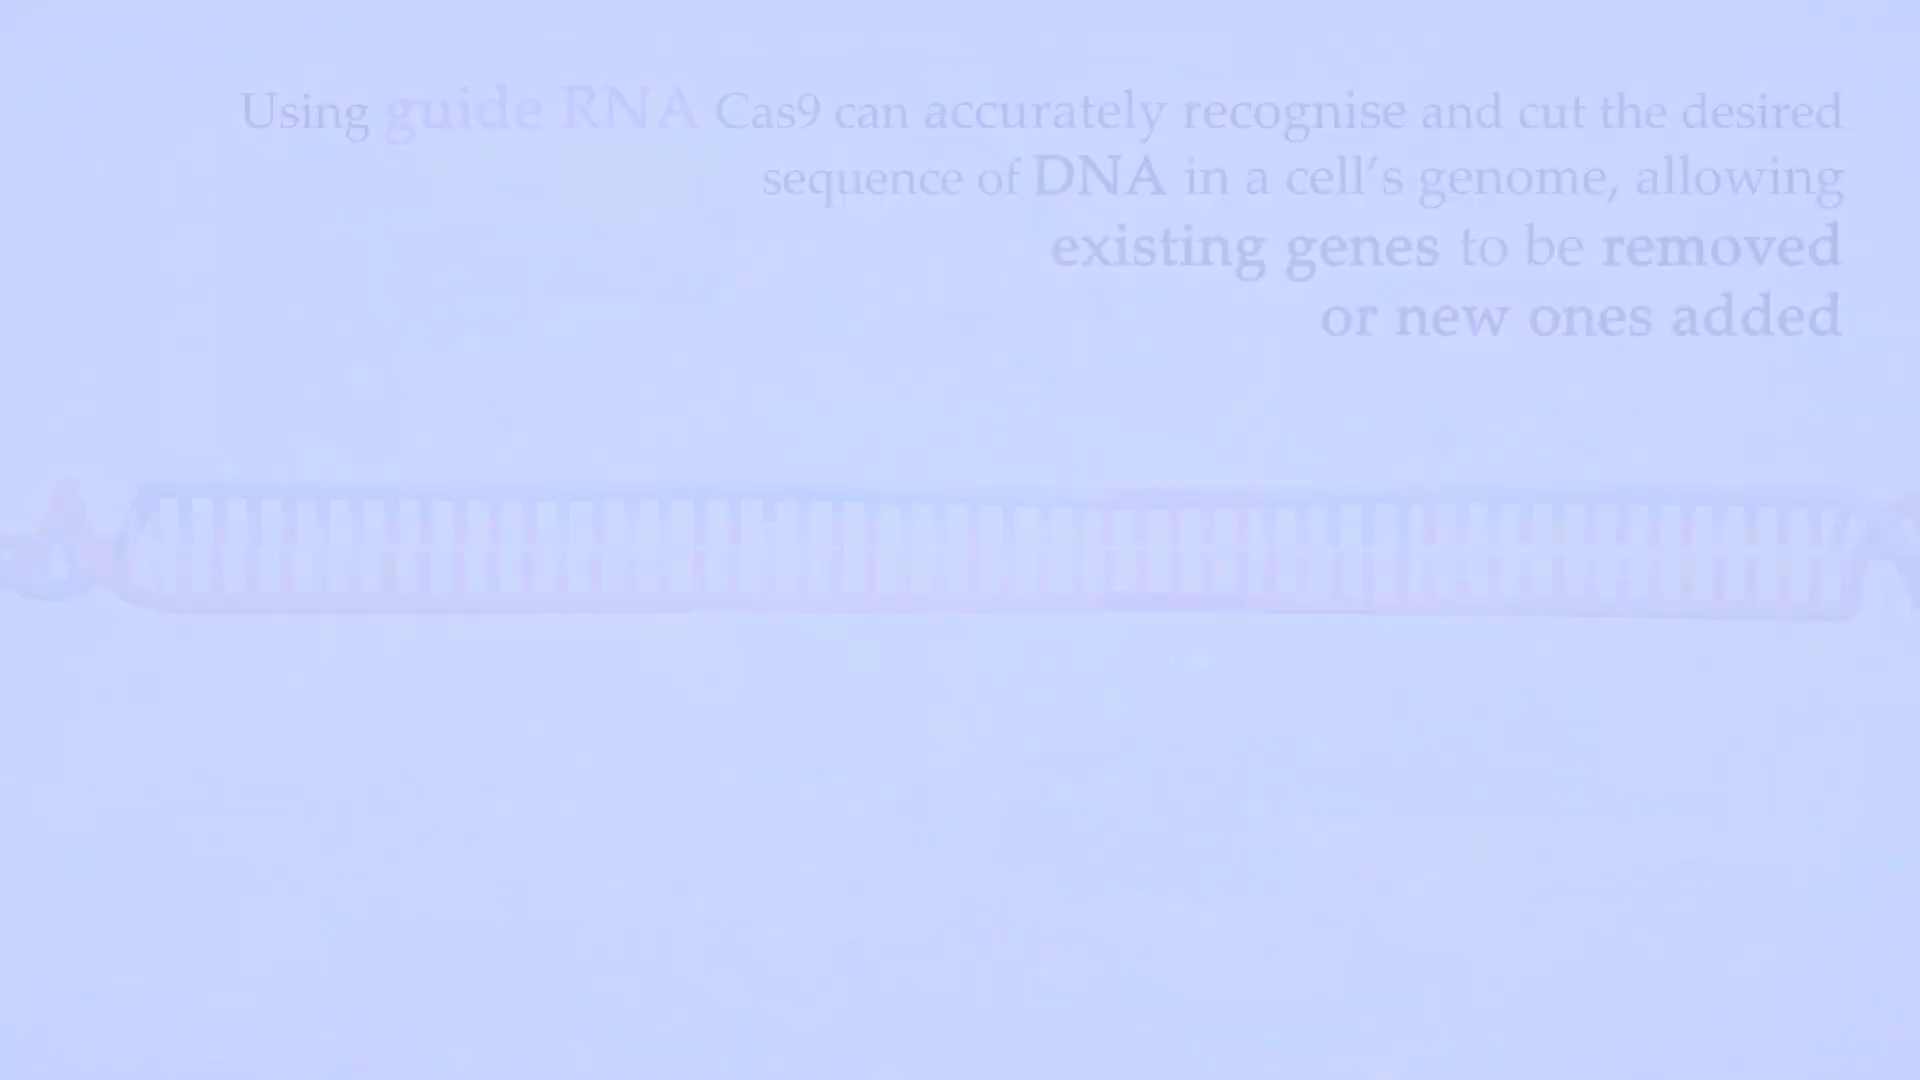 Using guide RNA Cas9 can accurately recognise and cut the desired
sequence of DNA in a cell’s genome, allowing
existing genes to be removed
or new ones added